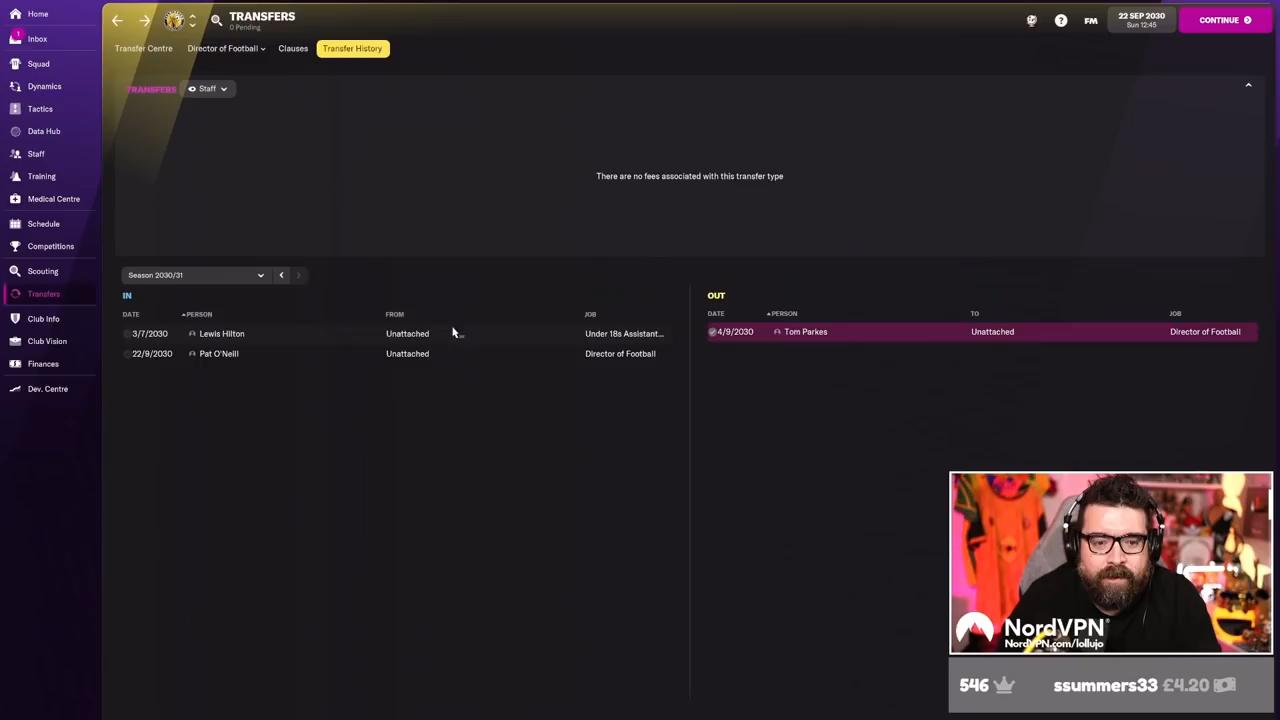 Home
TRANSFERS
0 Pending
FM
22 SEP 2030
Sun 12:45
CONTINUE
1
Inbox
Transfer Centre
Director of Football
Clauses
Transfer History
Squad
Dynamics
Tactics
Data Hub
Staff
Training
Medical Centre
Schedule
Competitions
Scouting
Transfers
Club Info
Club Vision
Finances
Dev. Centre
TRANSFERS
Staff
There are no fees associated with this transfer type
Season 2030/31
IN
DATE PERSON FROM JOB
3/7/2030 Lewis Hilton Unattached Under 18s Assistant...
22/9/2030 Pat O'Neill Unattached Director of Football
OUT
DATE PERSON TO JOB
4/9/2030 Tom Parkes Unattached Director of Football
NordVPN®
NordVPN.com/lollujo
546
ssummers33 £4.20